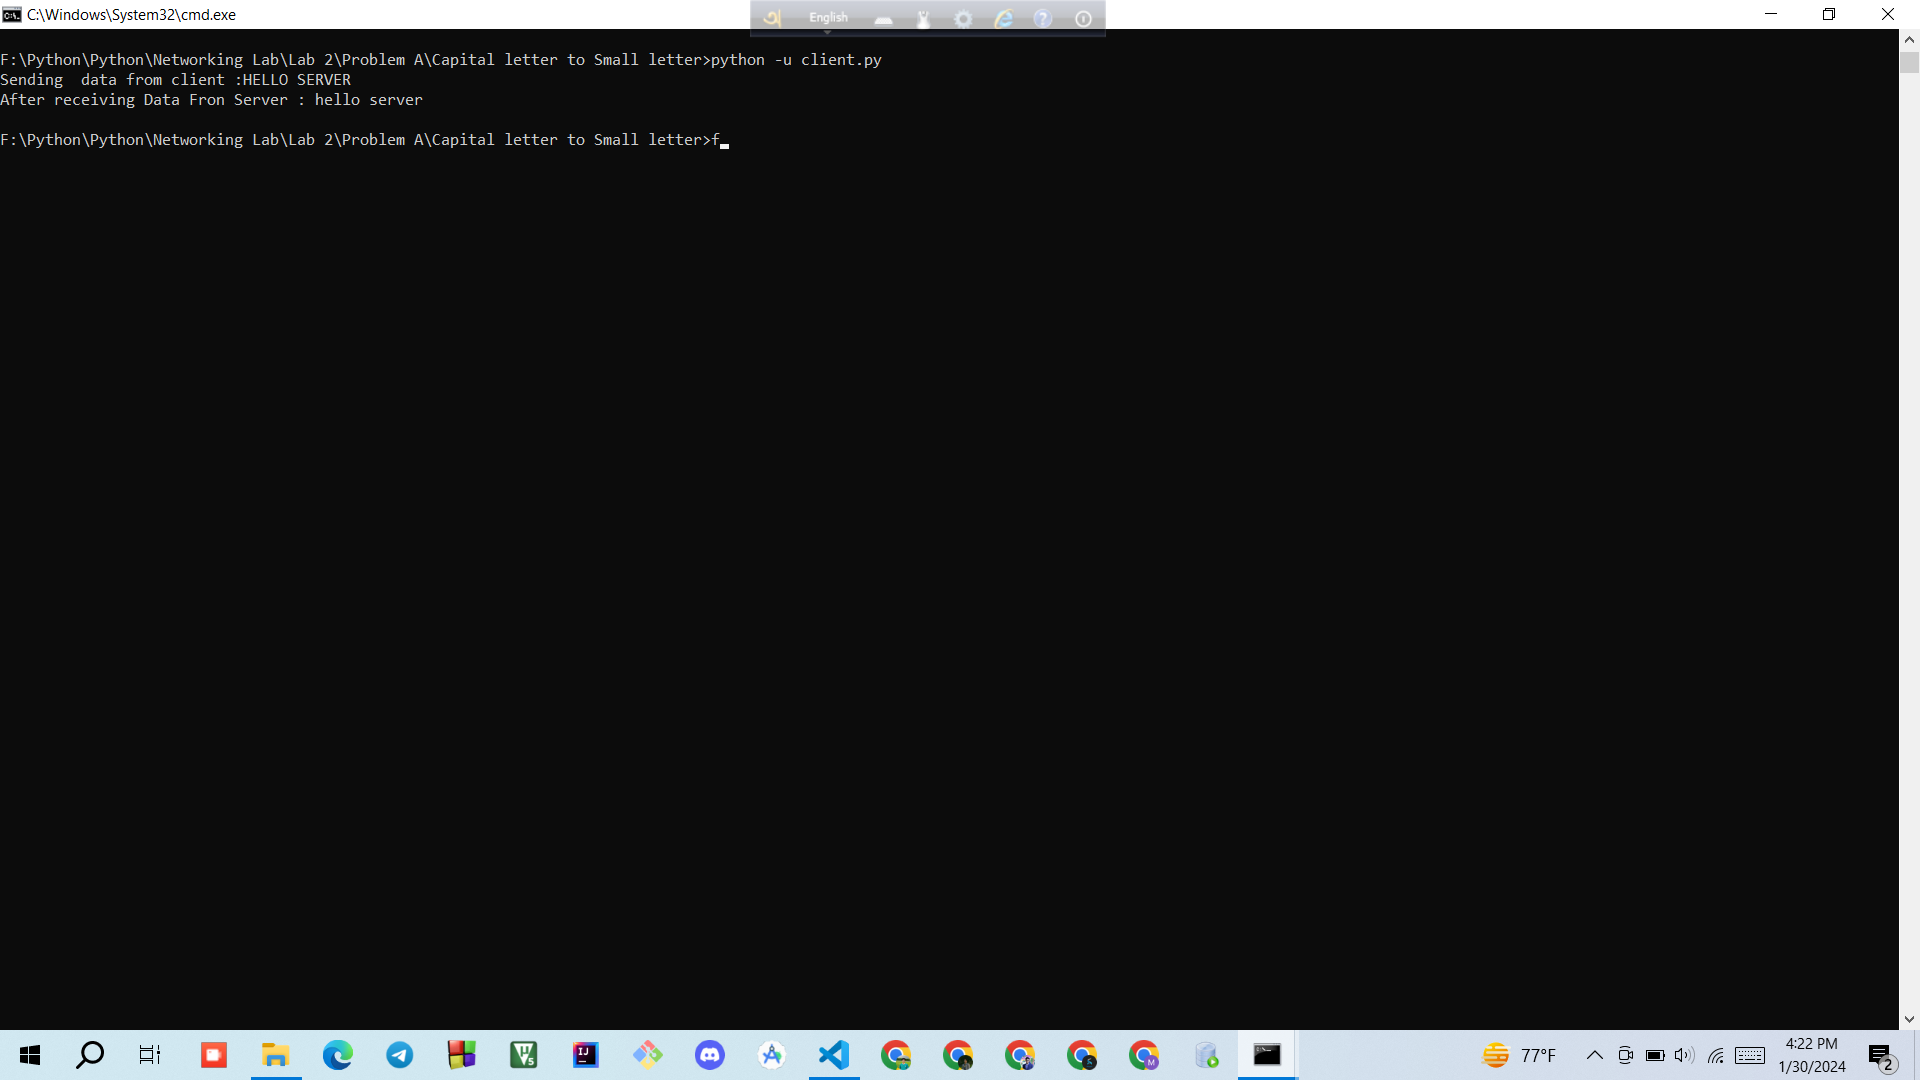 C:\Windows\System32\cmd.exe
English
F:\Python\Python\Networking Lab\Lab 2\Problem A\Capital letter to Small letter>python -u client.py
Sending  data from client :HELLO SERVER
After receiving Data Fron Server : hello server
F:\Python\Python\Networking Lab\Lab 2\Problem A\Capital letter to Small letter>f
77°F
4:22 PM
1/30/2024
2